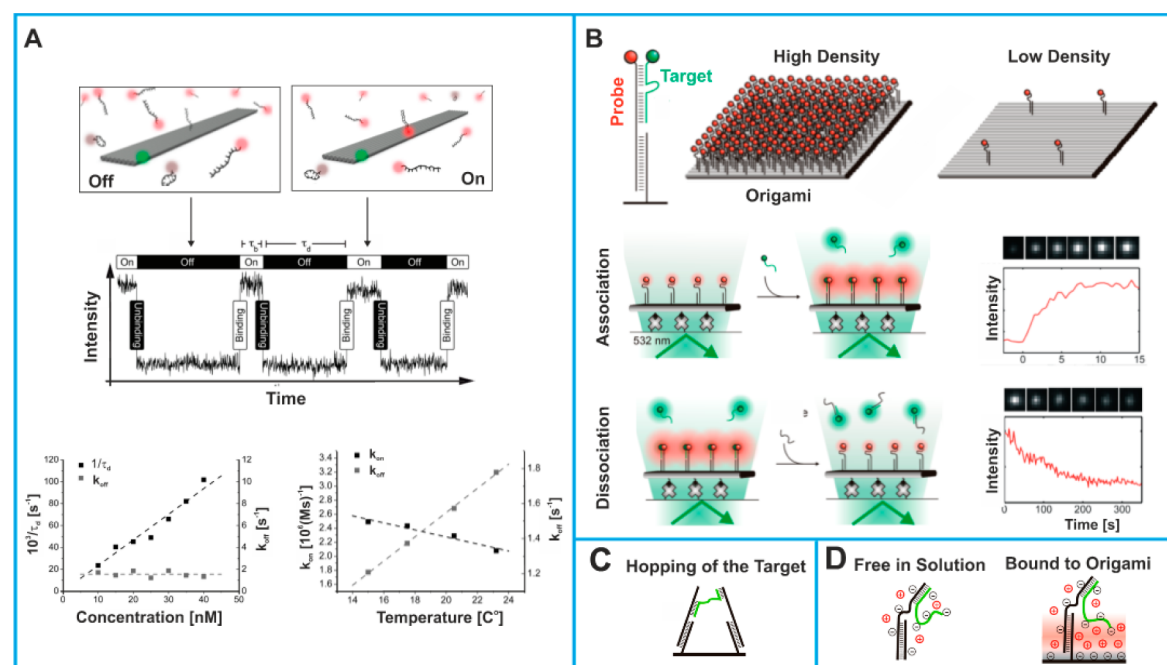 A
Off
On
τb
τd
On
Off
On
Off
On
Off
On
Unbinding
Binding
Unbinding
Binding
Unbinding
Binding
Intensity
Time
1/τd
koff
10³/τd [s⁻¹]
120
100
80
60
40
20
0
12
10
8
6
4
2
0
koff [s⁻¹]
10
20
30
40
50
Concentration [nM]
kon
koff
kon [10⁶(Ms)⁻¹]
3.4
3.2
3.0
2.8
2.6
2.4
2.2
2.0
1.8
1.6
1.8
1.6
1.4
1.2
koff [s⁻¹]
14
16
18
20
22
24
Temperature [C°]
B
Probe
Target
High Density
Low Density
Origami
Association
532 nm
Intensity
0
5
10
15
Dissociation
Intensity
0
100
200
300
Time [s]
C
Hopping of the Target
D
Free in Solution
Bound to Origami